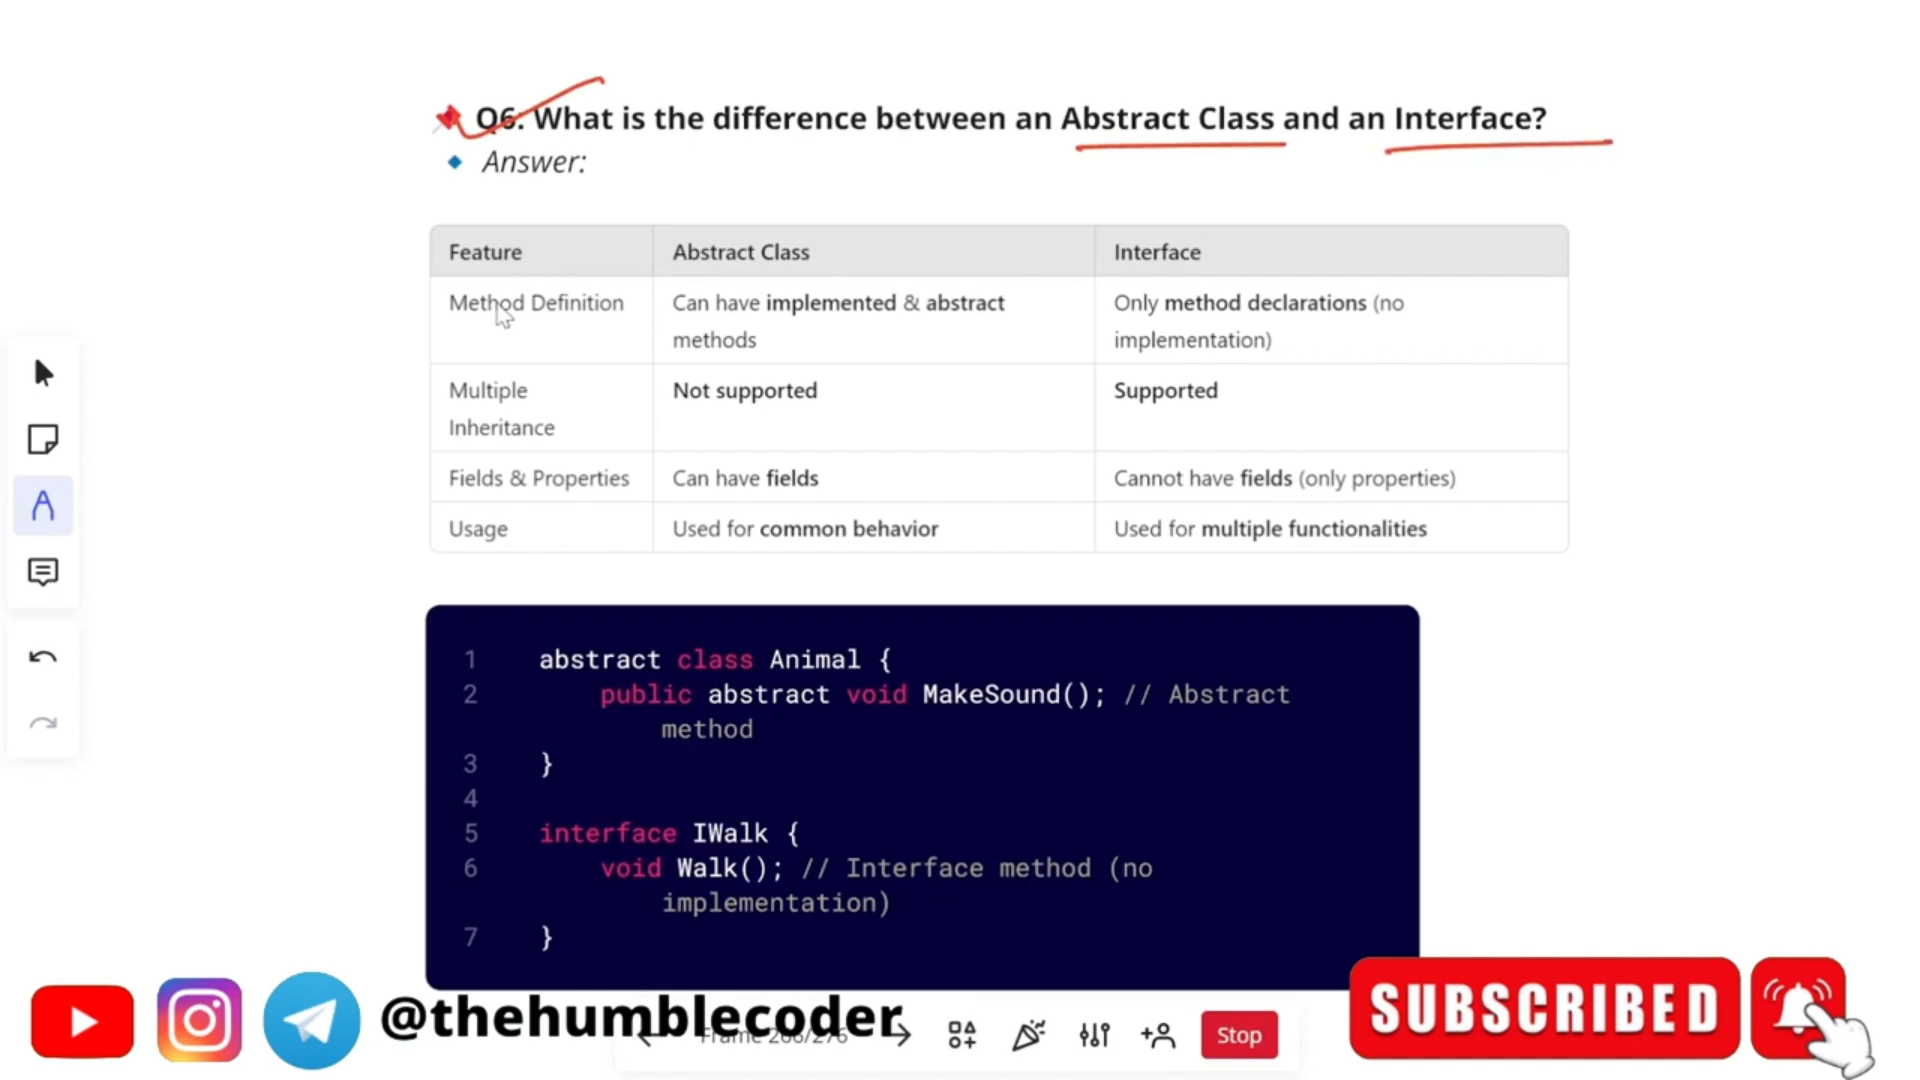 Q6. What is the difference between an Abstract Class and an Interface?
Answer:
Feature Abstract Class Interface
Method Definition Can have implemented & abstract methods Only method declarations (no implementation)
Multiple Inheritance Not supported Supported
Fields & Properties Can have fields Cannot have fields (only properties)
Usage Used for common behavior Used for multiple functionalities
1 abstract class Animal {
2 public abstract void MakeSound(); // Abstract
method
3 }
4
5 interface IWalk {
6 void Walk(); // Interface method (no
implementation)
7 }
@thehumblecoder
Stop
SUBSCRIBED